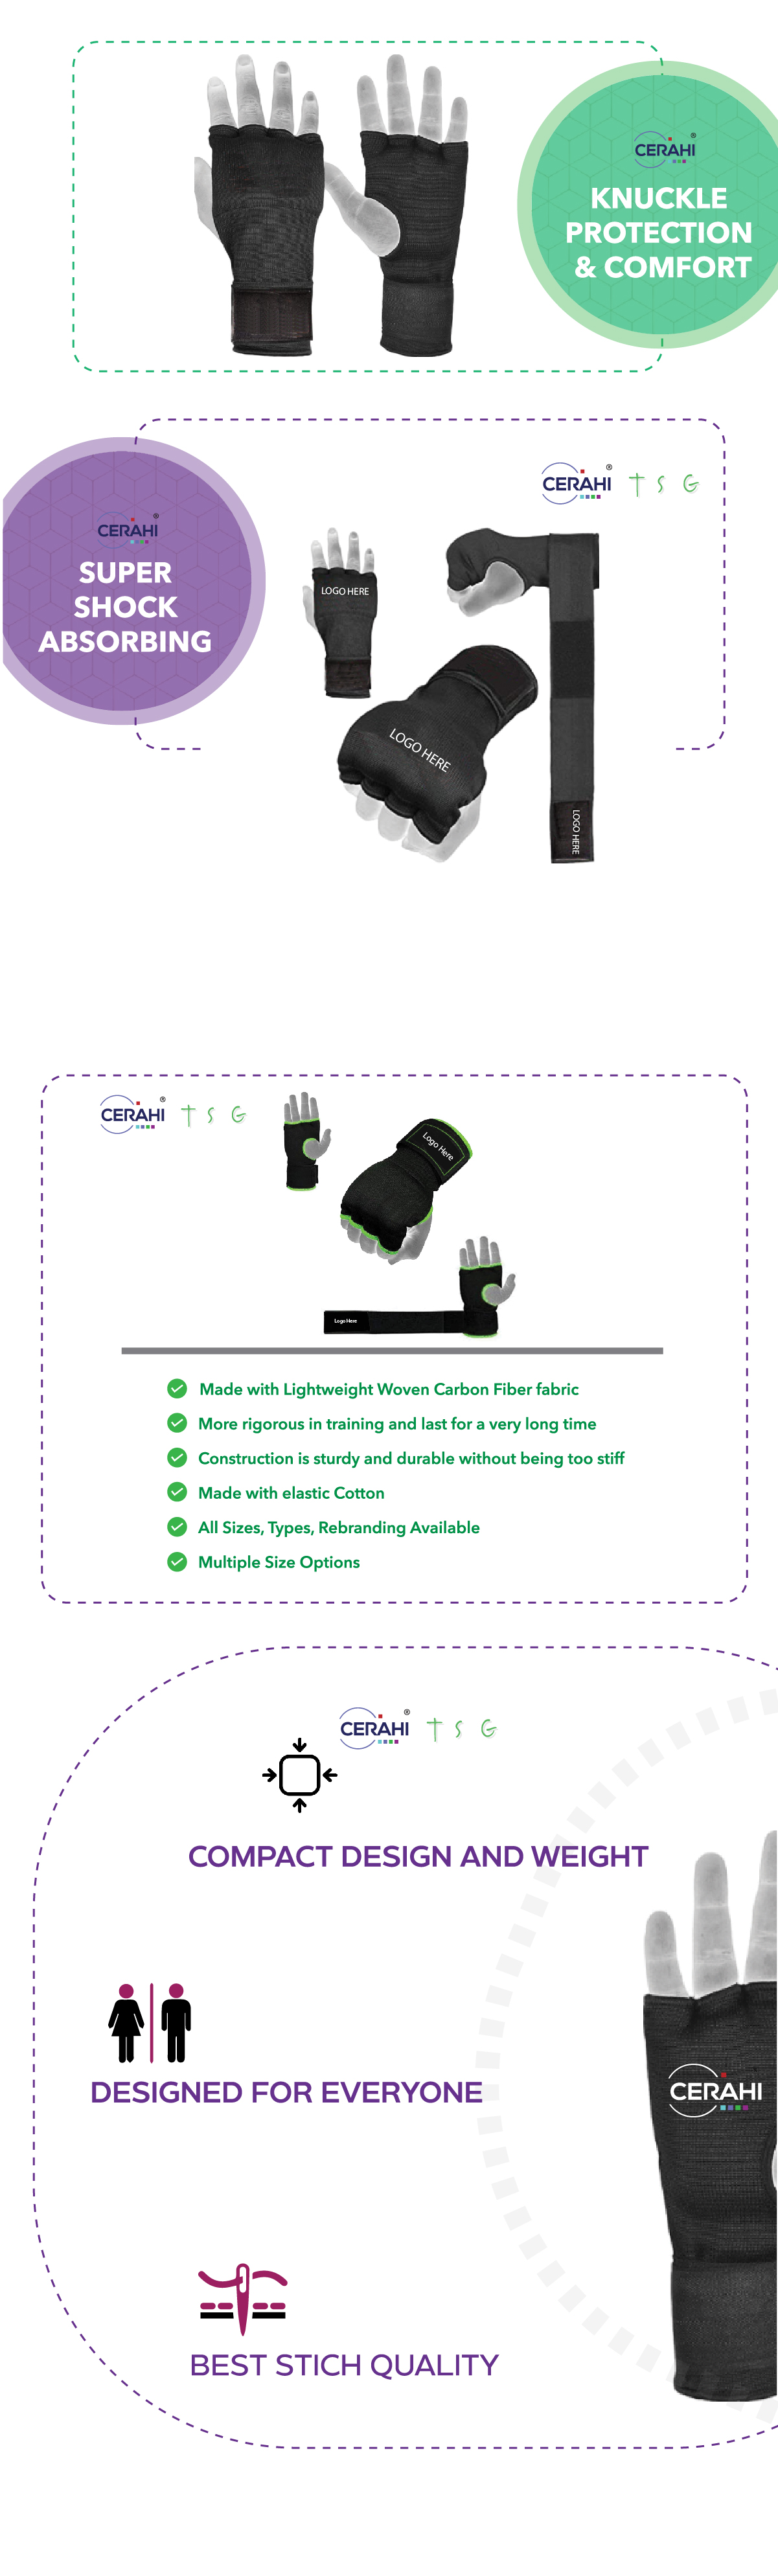 CERAHI®
KNUCKLE
PROTECTION
& COMFORT
CERAHI® TSG
CERAHI®
SUPER
SHOCK
ABSORBING
LOGO HERE
LOGO HERE
LOGO HERE
CERAHI® TSG
Logo Here
Logo Here
Made with Lightweight Woven Carbon Fiber fabric
More rigorous in training and last for a very long time
Construction is sturdy and durable without being too stiff
Made with elastic Cotton
All Sizes, Types, Rebranding Available
Multiple Size Options
CERAHI® TSG
COMPACT DESIGN AND WEIGHT
DESIGNED FOR EVERYONE
CERAHI
BEST STICH QUALITY